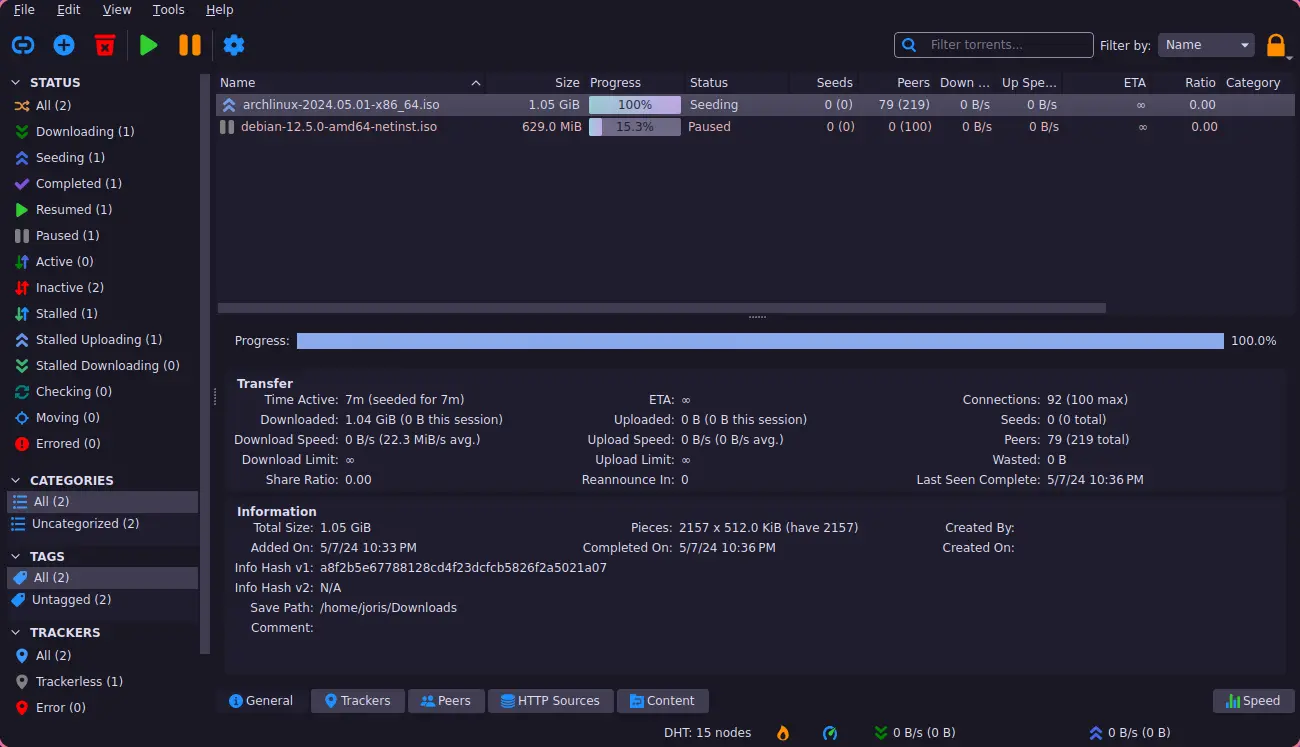 File Edit View Tools Help
Filter torrents... Filter by: Name
STATUS
All (2)
Downloading (1)
Seeding (1)
Completed (1)
Resumed (1)
Paused (1)
Active (0)
Inactive (2)
Stalled (1)
Stalled Uploading (1)
Stalled Downloading (0)
Checking (0)
Moving (0)
Errored (0)
CATEGORIES
All (2)
Uncategorized (2)
TAGS
All (2)
Untagged (2)
TRACKERS
All (2)
Trackerless (1)
Error (0)
Name Size Progress Status Seeds Peers Down ... Up Spe... ETA Ratio Category
archlinux-2024.05.01-x86_64.iso 1.05 GiB 100% Seeding 0 (0) 79 (219) 0 B/s 0 B/s ∞ 0.00
debian-12.5.0-amd64-netinst.iso 629.0 MiB 15.3% Paused 0 (0) 0 (100) 0 B/s 0 B/s ∞ 0.00
Progress: 100.0%
Transfer
Time Active: 7m (seeded for 7m) ETA: ∞ Connections: 92 (100 max)
Downloaded: 1.04 GiB (0 B this session) Uploaded: 0 B (0 B this session) Seeds: 0 (0 total)
Download Speed: 0 B/s (22.3 MiB/s avg.) Upload Speed: 0 B/s (0 B/s avg.) Peers: 79 (219 total)
Download Limit: ∞ Upload Limit: ∞ Wasted: 0 B
Share Ratio: 0.00 Reannounce In: 0 Last Seen Complete: 5/7/24 10:36 PM
Information
Total Size: 1.05 GiB Pieces: 2157 x 512.0 KiB (have 2157) Created By:
Added On: 5/7/24 10:33 PM Completed On: 5/7/24 10:36 PM Created On:
Info Hash v1: a8f2b5e67788128cd4f23dcfcb5826f2a5021a07
Info Hash v2: N/A
Save Path: /home/joris/Downloads
Comment:
General Trackers Peers HTTP Sources Content Speed
DHT: 15 nodes 0 B/s (0 B) 0 B/s (0 B)